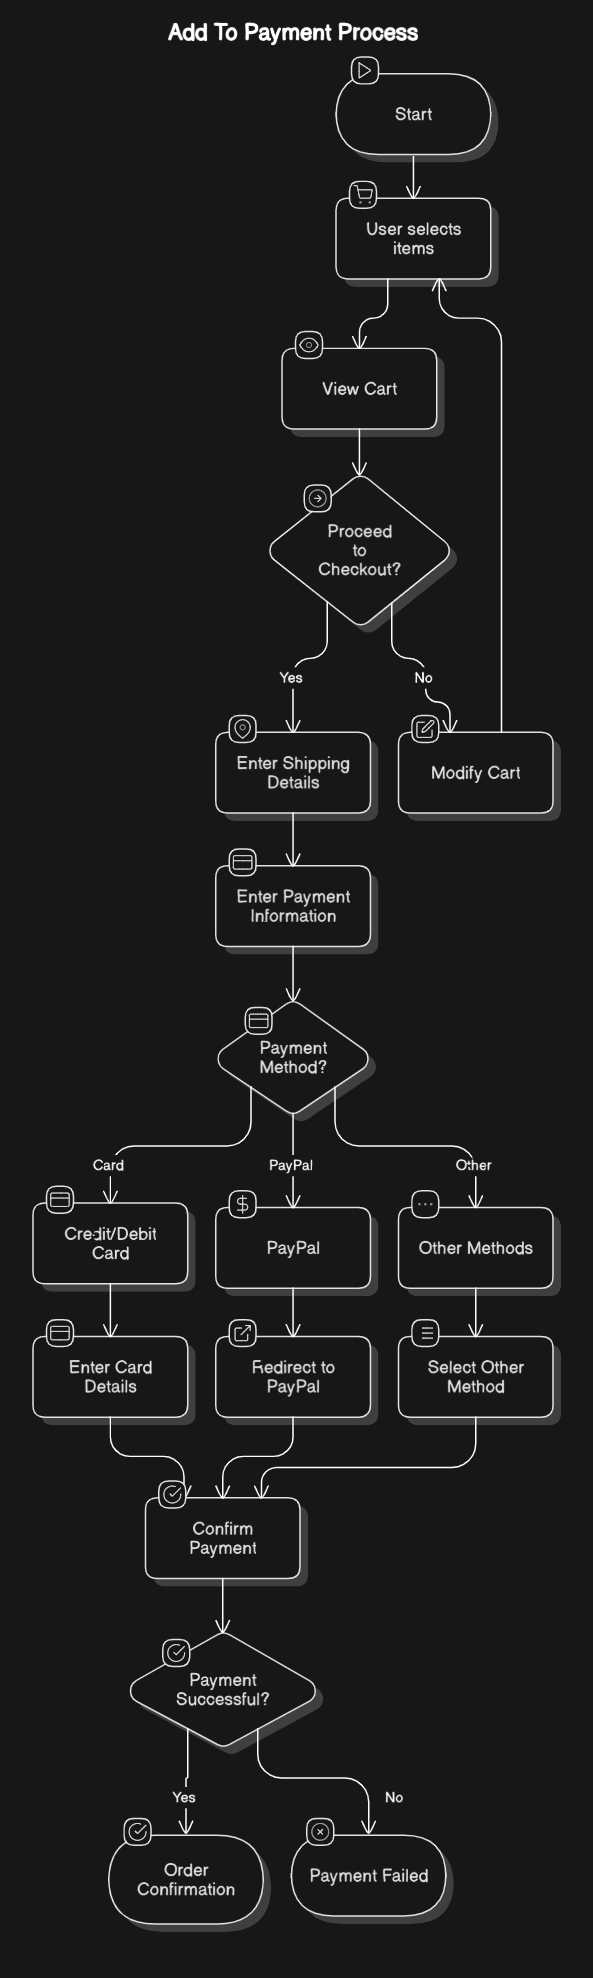 Add To Payment Process
Start
User selects
items
View Cart
Proceed
to
Checkout?
Yes
No
Enter Shipping
Details
Modify Cart
Enter Payment
Information
Payment
Method?
Card
PayPal
Other
Credit/Debit
Card
PayPal
Other Methods
Enter Card
Details
Redirect to
PayPal
Select Other
Method
Confirm
Payment
Payment
Successful?
Yes
No
Order
Confirmation
Payment Failed